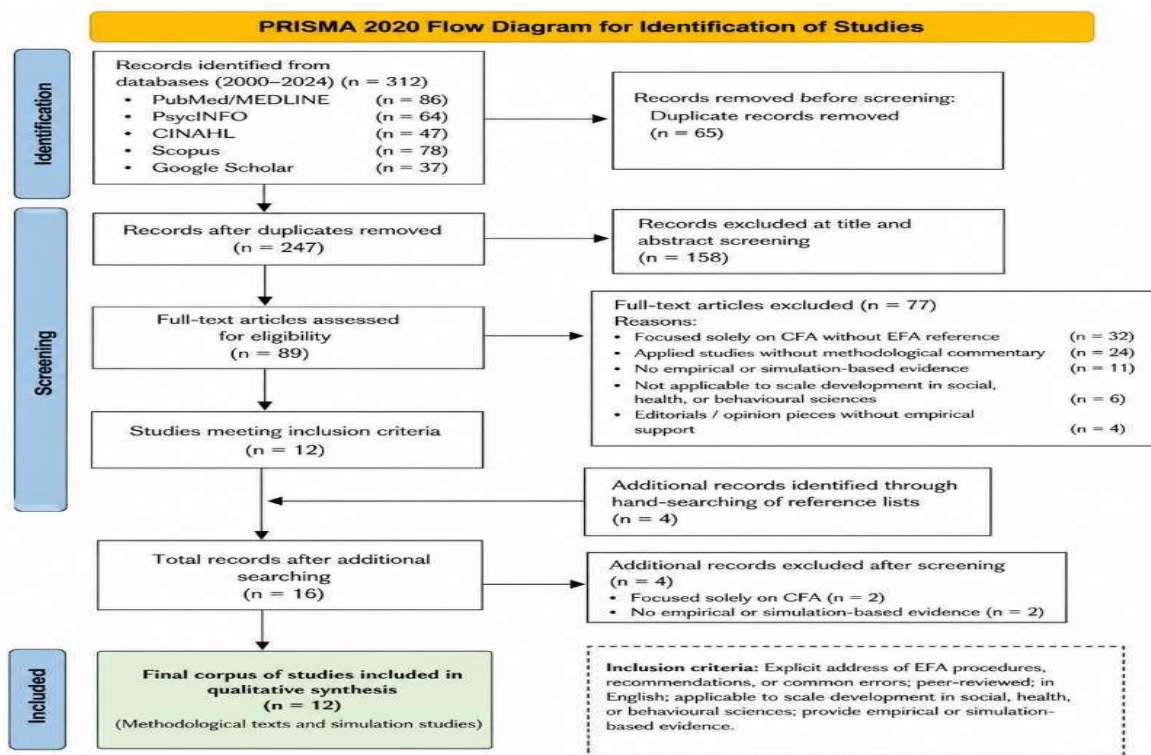 PRISMA 2020 Flow Diagram for Identification of Studies
Identification
Records identified from
databases (2000–2024) (n = 312)
• PubMed/MEDLINE (n = 86)
• PsycINFO (n = 64)
• CINAHL (n = 47)
• Scopus (n = 78)
• Google Scholar (n = 37)
Records removed before screening:
Duplicate records removed
(n = 65)
Screening
Records after duplicates removed
(n = 247)
Records excluded at title and
abstract screening
(n = 158)
Full-text articles assessed
for eligibility
(n = 89)
Full-text articles excluded (n = 77)
Reasons:
• Focused solely on CFA without EFA reference (n = 32)
• Applied studies without methodological commentary (n = 24)
• No empirical or simulation-based evidence (n = 11)
• Not applicable to scale development in social,
health, or behavioural sciences (n = 6)
• Editorials / opinion pieces without empirical
support (n = 4)
Studies meeting inclusion criteria
(n = 12)
Additional records identified through
hand-searching of reference lists
(n = 4)
Total records after additional
searching
(n = 16)
Additional records excluded after screening
(n = 4)
• Focused solely on CFA (n = 2)
• No empirical or simulation-based evidence (n = 2)
Included
Final corpus of studies included in
qualitative synthesis
(n = 12)
(Methodological texts and simulation studies)
Inclusion criteria: Explicit address of EFA procedures,
recommendations, or common errors; peer-reviewed; in
English; applicable to scale development in social, health,
or behavioural sciences; provide empirical or simulation-
based evidence.